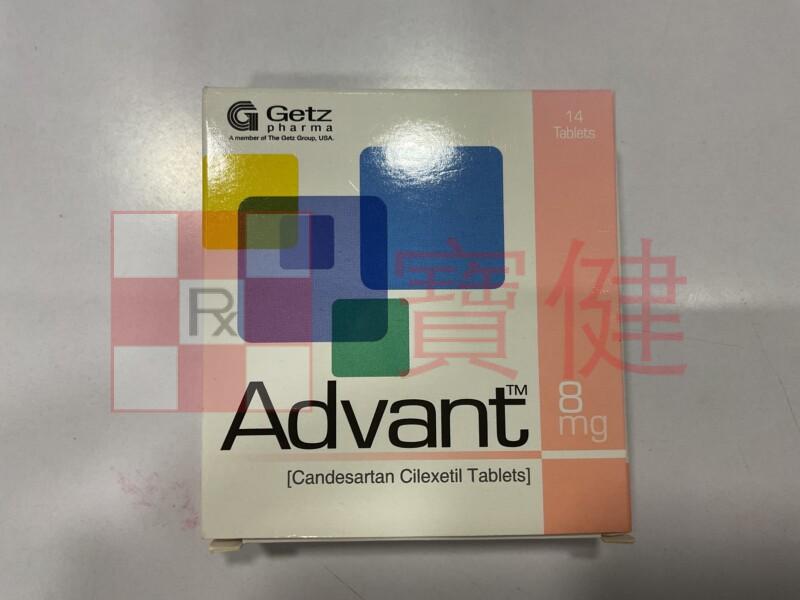 Getz
pharma
A member of The Getz Group, USA.
14
Tablets
Rx
寶健
Advant™
8
mg
[Candesartan Cilexetil Tablets]